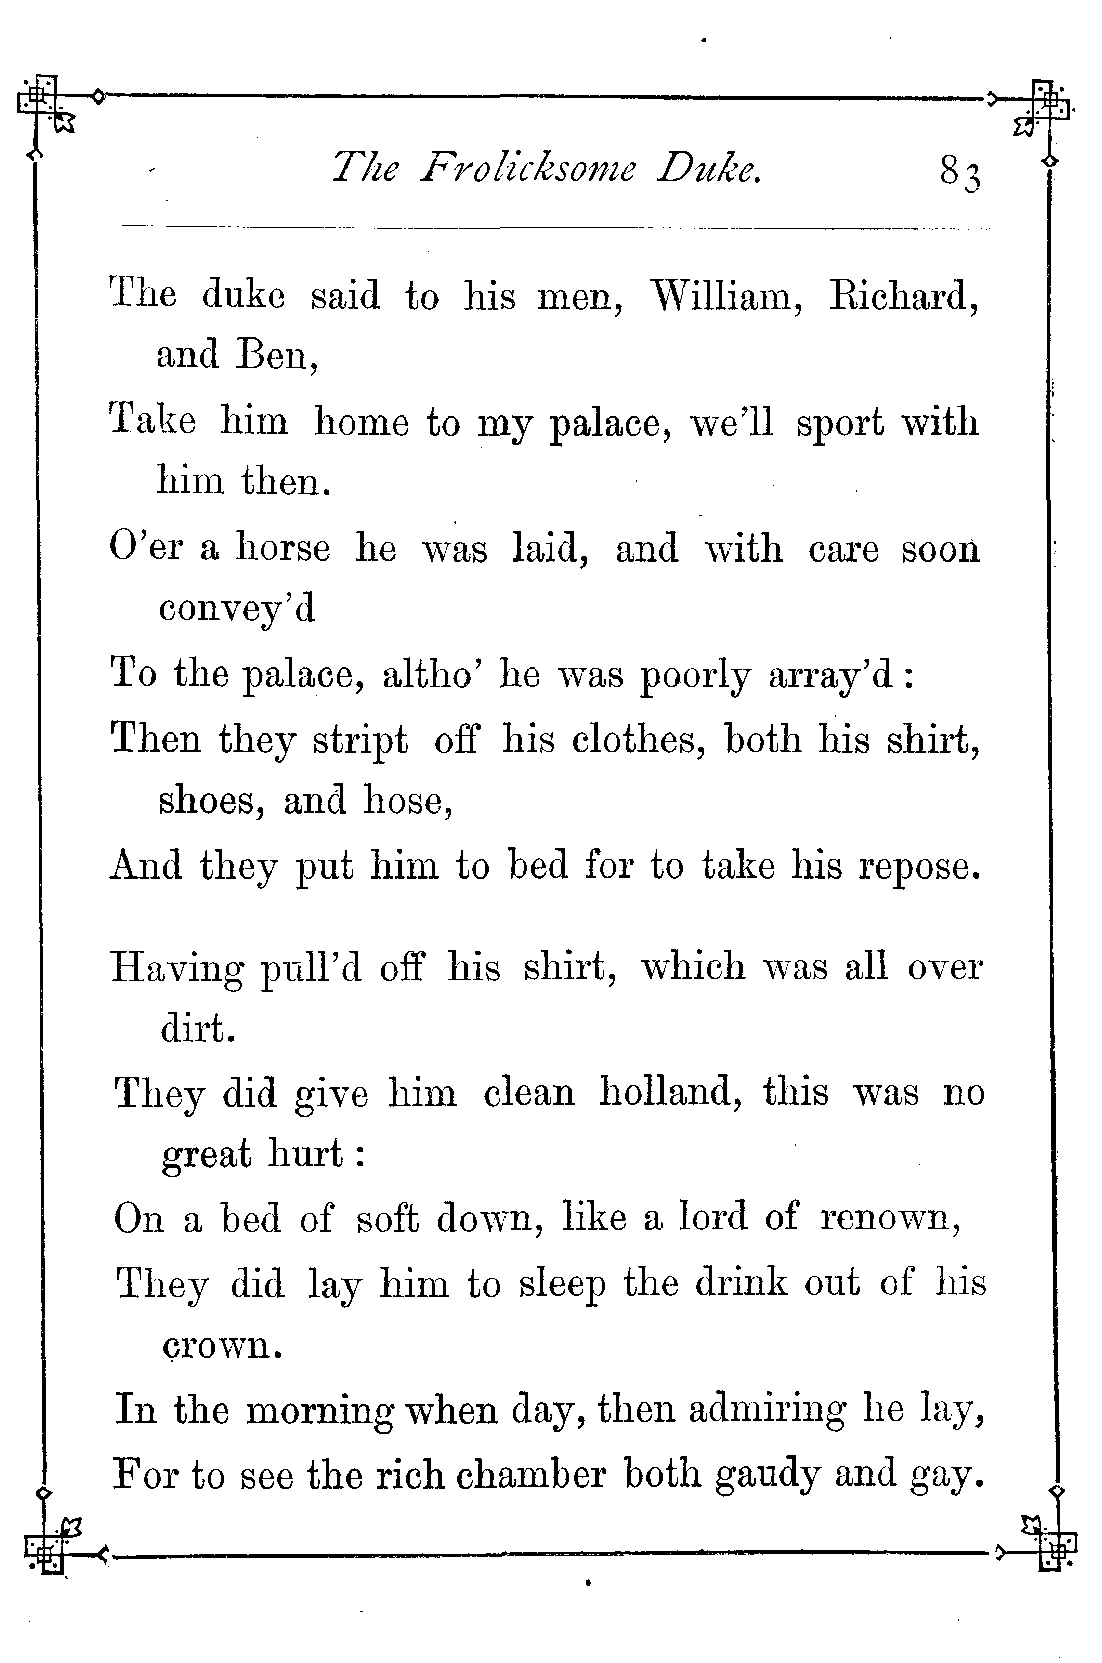 The Frolicksome Duke. 83
The duke said to his men, William, Richard,
and Ben,
Take him home to my palace, we'll sport with
him then.
O'er a horse he was laid, and with care soon
convey'd
To the palace, altho' he was poorly array'd :
Then they stript off his clothes, both his shirt,
shoes, and hose,
And they put him to bed for to take his repose.
Having pull'd off his shirt, which was all over
dirt.
They did give him clean holland, this was no
great hurt :
On a bed of soft down, like a lord of renown,
They did lay him to sleep the drink out of his
crown.
In the morning when day, then admiring he lay,
For to see the rich chamber both gaudy and gay.